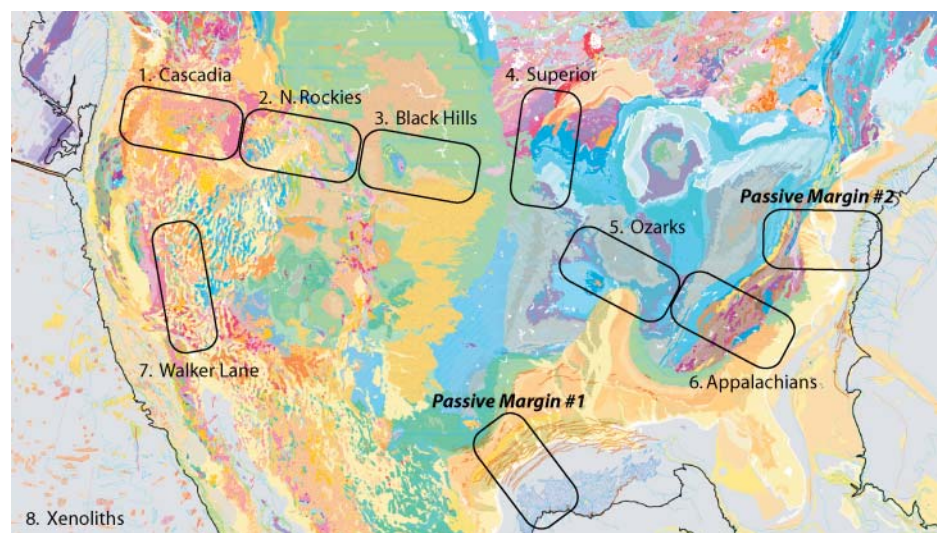 1. Cascadia
2. N. Rockies
3. Black Hills
4. Superior
Passive Margin #2
5. Ozarks
7. Walker Lane
6. Appalachians
Passive Margin #1
8. Xenoliths